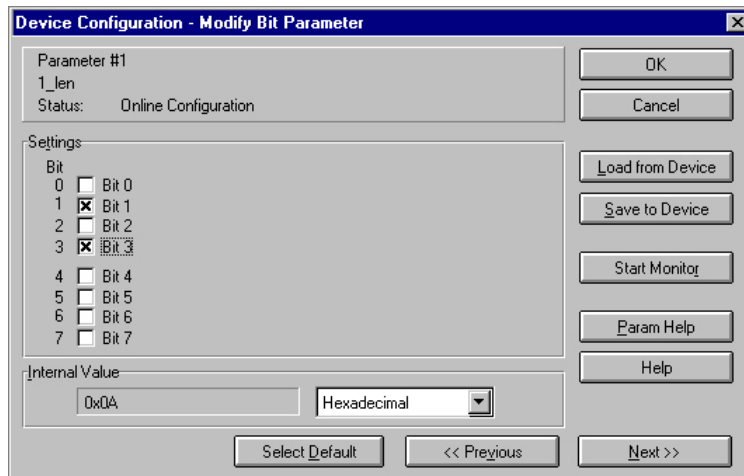 Device Configuration - Modify Bit Parameter
Parameter #1
1_len
Status: Online Configuration
OK
Cancel
Settings
Bit
0 Bit 0
1 Bit 1
2 Bit 2
3 Bit 3
4 Bit 4
5 Bit 5
6 Bit 6
7 Bit 7
Load from Device
Save to Device
Start Monitor
Param Help
Help
Internal Value
0x0A Hexadecimal
Select Default << Previous Next >>